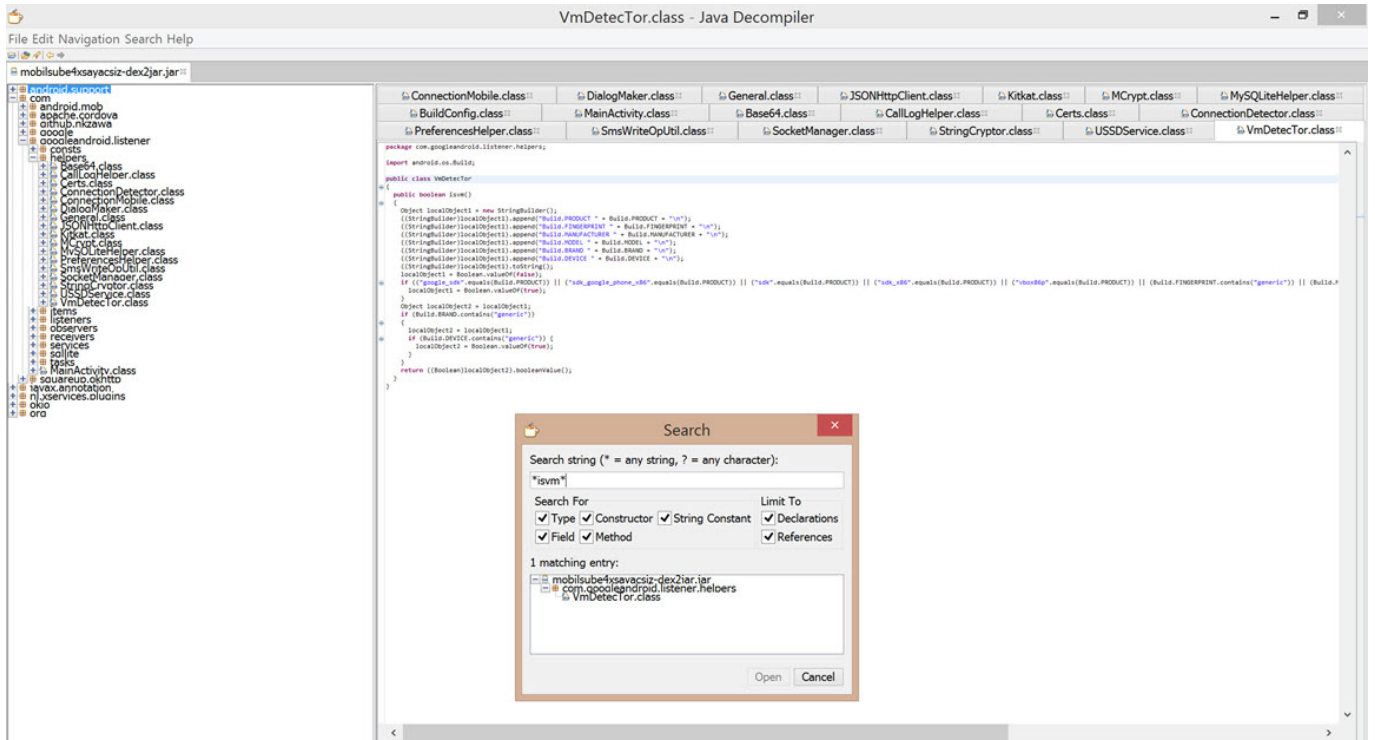 VmDetecTor.class - Java Decompiler
File Edit Navigation Search Help
mobilsube4xsayacsiz-dex2jar.jar
android.support
com
android.mob
apache.cordova
github.nkzawa
google
googleandroid.listener
consts
helpers
Base64.class
CallLogHelper.class
Certs.class
ConnectionDetector.class
ConnectionMobile.class
DialogMaker.class
General.class
JSONHttpClient.class
Kitkat.class
MCrypt.class
MySQLiteHelper.class
PreferencesHelper.class
SmsWriteOpUtil.class
SocketManager.class
StringCryptor.class
USSDService.class
VmDetecTor.class
items
listeners
observers
receivers
services
sqllite
tasks
MainActivity.class
squareup.okhttp
javax.annotation
nl.xservices.plugins
okio
org
ConnectionMobile.class DialogMaker.class General.class JSONHttpClient.class Kitkat.class MCrypt.class MySQLiteHelper.class
BuildConfig.class MainActivity.class Base64.class CallLogHelper.class Certs.class ConnectionDetector.class
PreferencesHelper.class SmsWriteOpUtil.class SocketManager.class StringCryptor.class USSDService.class VmDetecTor.class
package com.googleandroid.listener.helpers;
import android.os.Build;
public class VmDetecTor
{
public boolean isvm()
{
Object localObject1 = new StringBuilder();
((StringBuilder)localObject1).append("Build.PRODUCT " + Build.PRODUCT + "\n");
((StringBuilder)localObject1).append("Build.FINGERPRINT " + Build.FINGERPRINT + "\n");
((StringBuilder)localObject1).append("Build.MANUFACTURER " + Build.MANUFACTURER + "\n");
((StringBuilder)localObject1).append("Build.MODEL " + Build.MODEL + "\n");
((StringBuilder)localObject1).append("Build.BRAND " + Build.BRAND + "\n");
((StringBuilder)localObject1).append("Build.DEVICE " + Build.DEVICE + "\n");
((StringBuilder)localObject1).toString();
localObject1 = Boolean.valueOf(false);
if (("google_sdk".equals(Build.PRODUCT)) || ("sdk_google_phone_x86".equals(Build.PRODUCT)) || ("sdk".equals(Build.PRODUCT)) || ("sdk_x86".equals(Build.PRODUCT)) || ("vbox86p".equals(Build.PRODUCT)) || (Build.FINGERPRINT.contains("generic")) || (Build.M
localObject1 = Boolean.valueOf(true);
}
Object localObject2 = localObject1;
if (Build.BRAND.contains("generic"))
{
localObject2 = localObject1;
if (Build.DEVICE.contains("generic")) {
localObject2 = Boolean.valueOf(true);
}
}
return ((Boolean)localObject2).booleanValue();
}
}
Search
Search string (* = any string, ? = any character):
*isvm*
Search For
Limit To
Type Constructor String Constant Declarations
Field Method References
1 matching entry:
mobilsube4xsayacsiz-dex2jar.jar
com.googleandroid.listener.helpers
VmDetecTor.class
Open Cancel